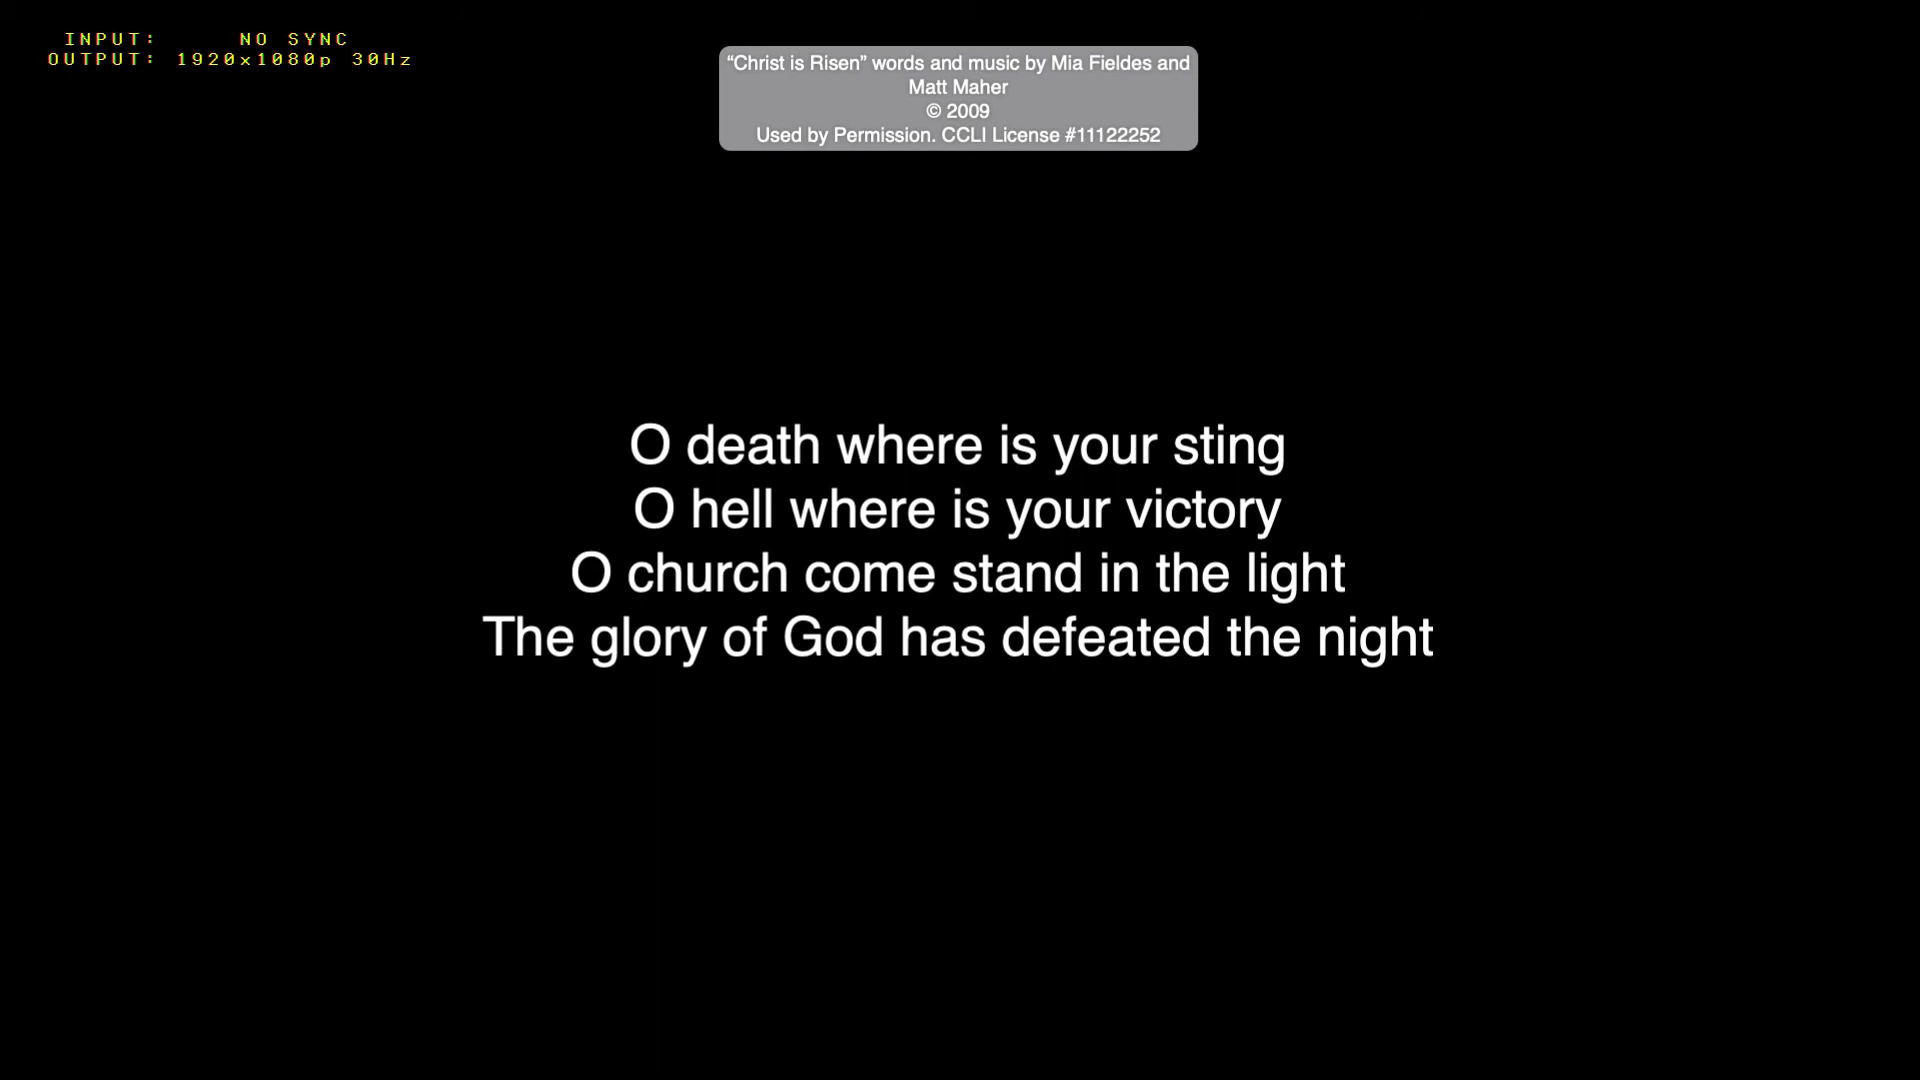 INPUT: NO SYNC
OUTPUT: 1920x1080p 30Hz
“Christ is Risen” words and music by Mia Fieldes and
Matt Maher
© 2009
Used by Permission. CCLI License #11122252
O death where is your sting
O hell where is your victory
O church come stand in the light
The glory of God has defeated the night